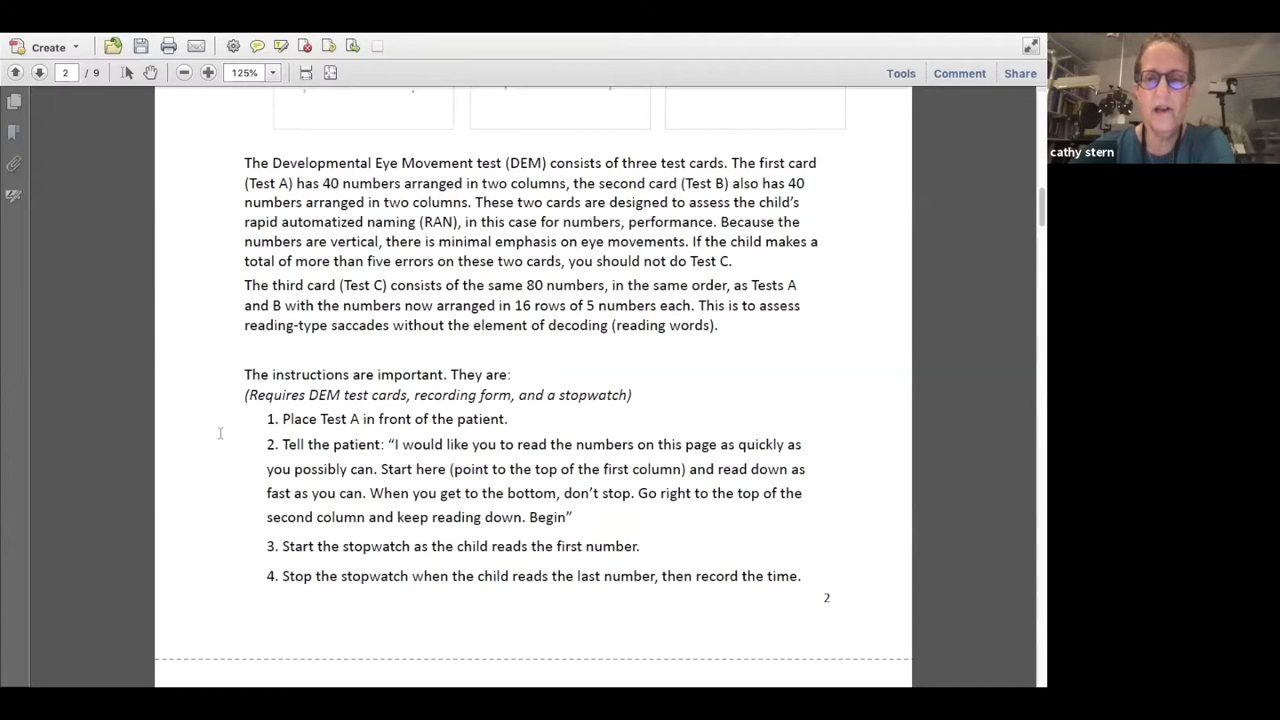 Create
2 / 9
125%
Tools
Comment
Share
cathy stern
The Developmental Eye Movement test (DEM) consists of three test cards. The first card
(Test A) has 40 numbers arranged in two columns, the second card (Test B) also has 40
numbers arranged in two columns. These two cards are designed to assess the child’s
rapid automatized naming (RAN), in this case for numbers, performance. Because the
numbers are vertical, there is minimal emphasis on eye movements. If the child makes a
total of more than five errors on these two cards, you should not do Test C.
The third card (Test C) consists of the same 80 numbers, in the same order, as Tests A
and B with the numbers now arranged in 16 rows of 5 numbers each. This is to assess
reading-type saccades without the element of decoding (reading words).
The instructions are important. They are:
(Requires DEM test cards, recording form, and a stopwatch)
1. Place Test A in front of the patient.
2. Tell the patient: “I would like you to read the numbers on this page as quickly as
you possibly can. Start here (point to the top of the first column) and read down as
fast as you can. When you get to the bottom, don’t stop. Go right to the top of the
second column and keep reading down. Begin”
3. Start the stopwatch as the child reads the first number.
4. Stop the stopwatch when the child reads the last number, then record the time.
2